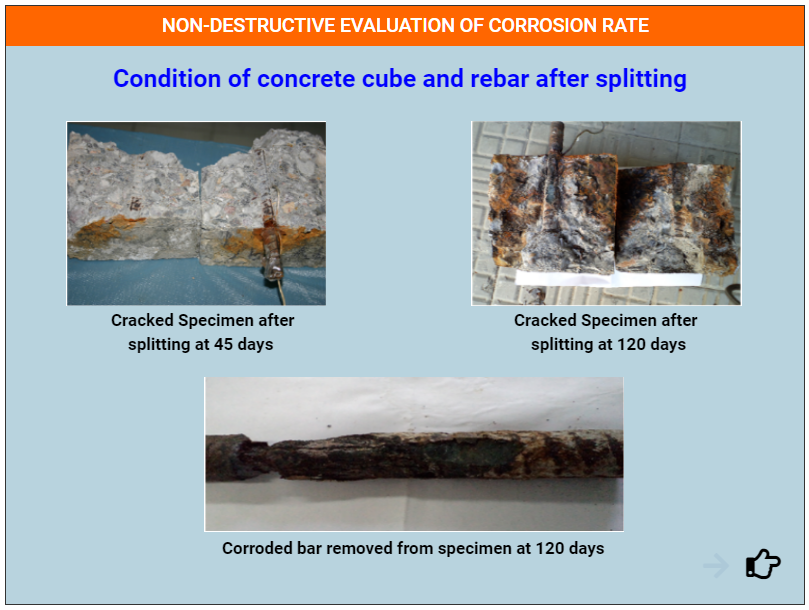 NON-DESTRUCTIVE EVALUATION OF CORROSION RATE
Condition of concrete cube and rebar after splitting
Cracked Specimen after
splitting at 45 days
Cracked Specimen after
splitting at 120 days
Corroded bar removed from specimen at 120 days